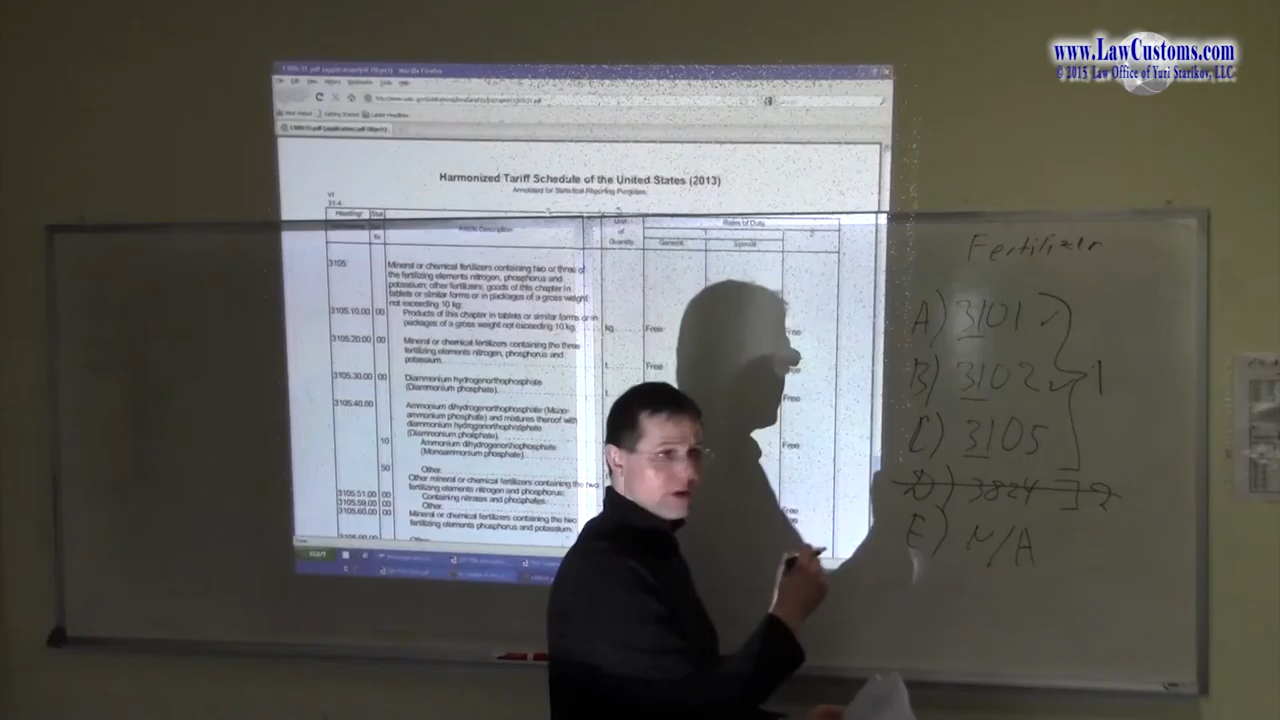 www.LawCustoms.com
© 2015 Law Office of Yuri Starikov, LLC
Harmonized Tariff Schedule of the United States (2013)
Annotated for Statistical Reporting Purposes
VI
31-4
Heading/
Stat
Article Description
Unit
of
Quantity
Rates of Duty
1
2
General
Special
3105
Mineral or chemical fertilizers containing two or three of
the fertilizing elements nitrogen, phosphorus and
potassium; other fertilizers; goods of this chapter in
tablets or similar forms or in packages of a gross weight
not exceeding 10 kg:
3105.10.00 00
Products of this chapter in tablets or similar forms or in
packages of a gross weight not exceeding 10 kg
kg
Free
Free
3105.20.00 00
Mineral or chemical fertilizers containing the three
fertilizing elements nitrogen, phosphorus and
potassium
t
Free
Free
3105.30.00 00
Diammonium hydrogenorthophosphate
(Diammonium phosphate)
3105.40.00
Ammonium dihydrogenorthophosphate (Mono-
ammonium phosphate) and mixtures thereof with
diammonium hydrogenorthophosphate
(Diammonium phosphate)
Free
10
Ammonium dihydrogenorthophosphate
(Monoammonium phosphate)
50
Other
Other mineral or chemical fertilizers containing the two
fertilizing elements nitrogen and phosphorus:
3105.51.00 00
Containing nitrates and phosphates
3105.59.00 00
Other
3105.60.00 00
Mineral or chemical fertilizers containing the two
fertilizing elements phosphorus and potassium
start
Fertilizer
A) 3101
B) 3102
1
C) 3105
D) 3824 2
E) N/A